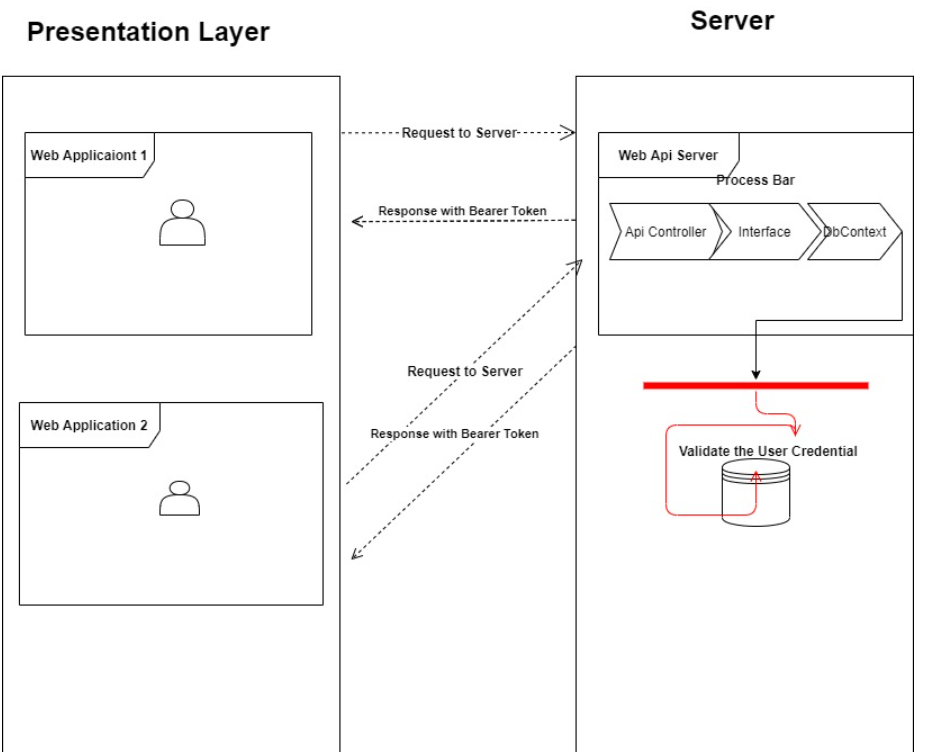 Presentation Layer
Server
Web Applicaiont 1
Request to Server
Response with Bearer Token
Web Api Server
Process Bar
Api Controller
Interface
DbContext
Request to Server
Response with Bearer Token
Web Application 2
Validate the User Credential